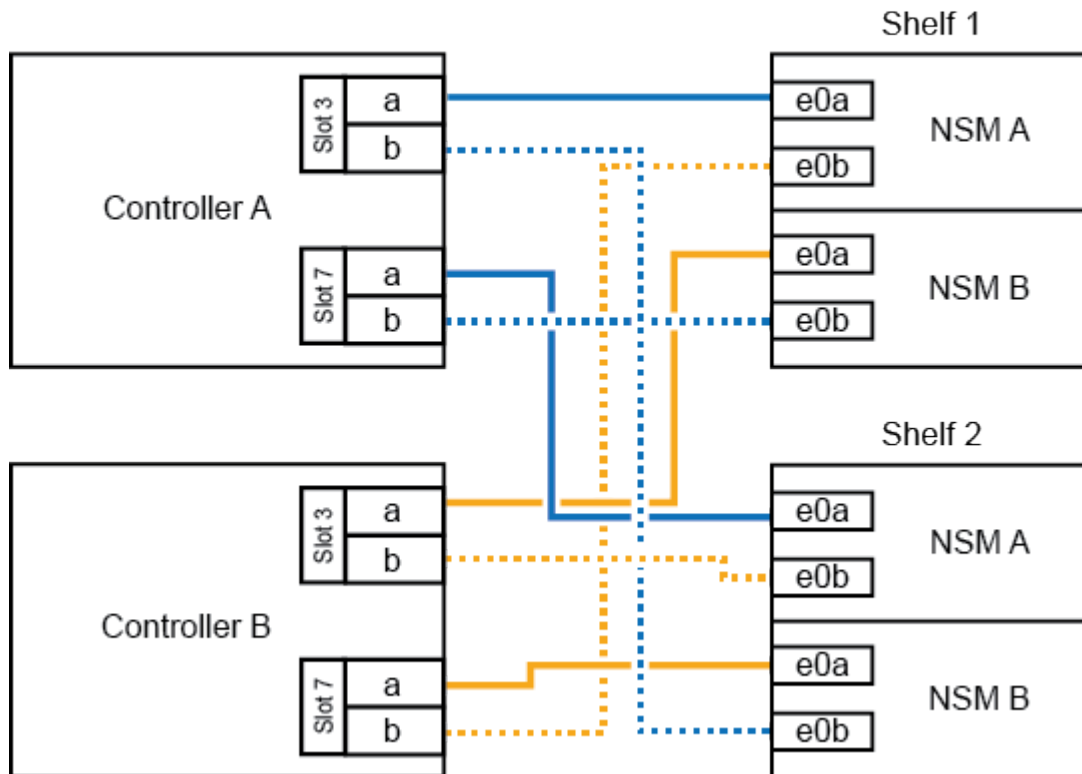 Shelf 1
Controller A
Slot 3
a
b
Slot 7
a
b
e0a
e0b
NSM A
e0a
e0b
NSM B
Shelf 2
Controller B
Slot 3
a
b
Slot 7
a
b
e0a
e0b
NSM A
e0a
e0b
NSM B